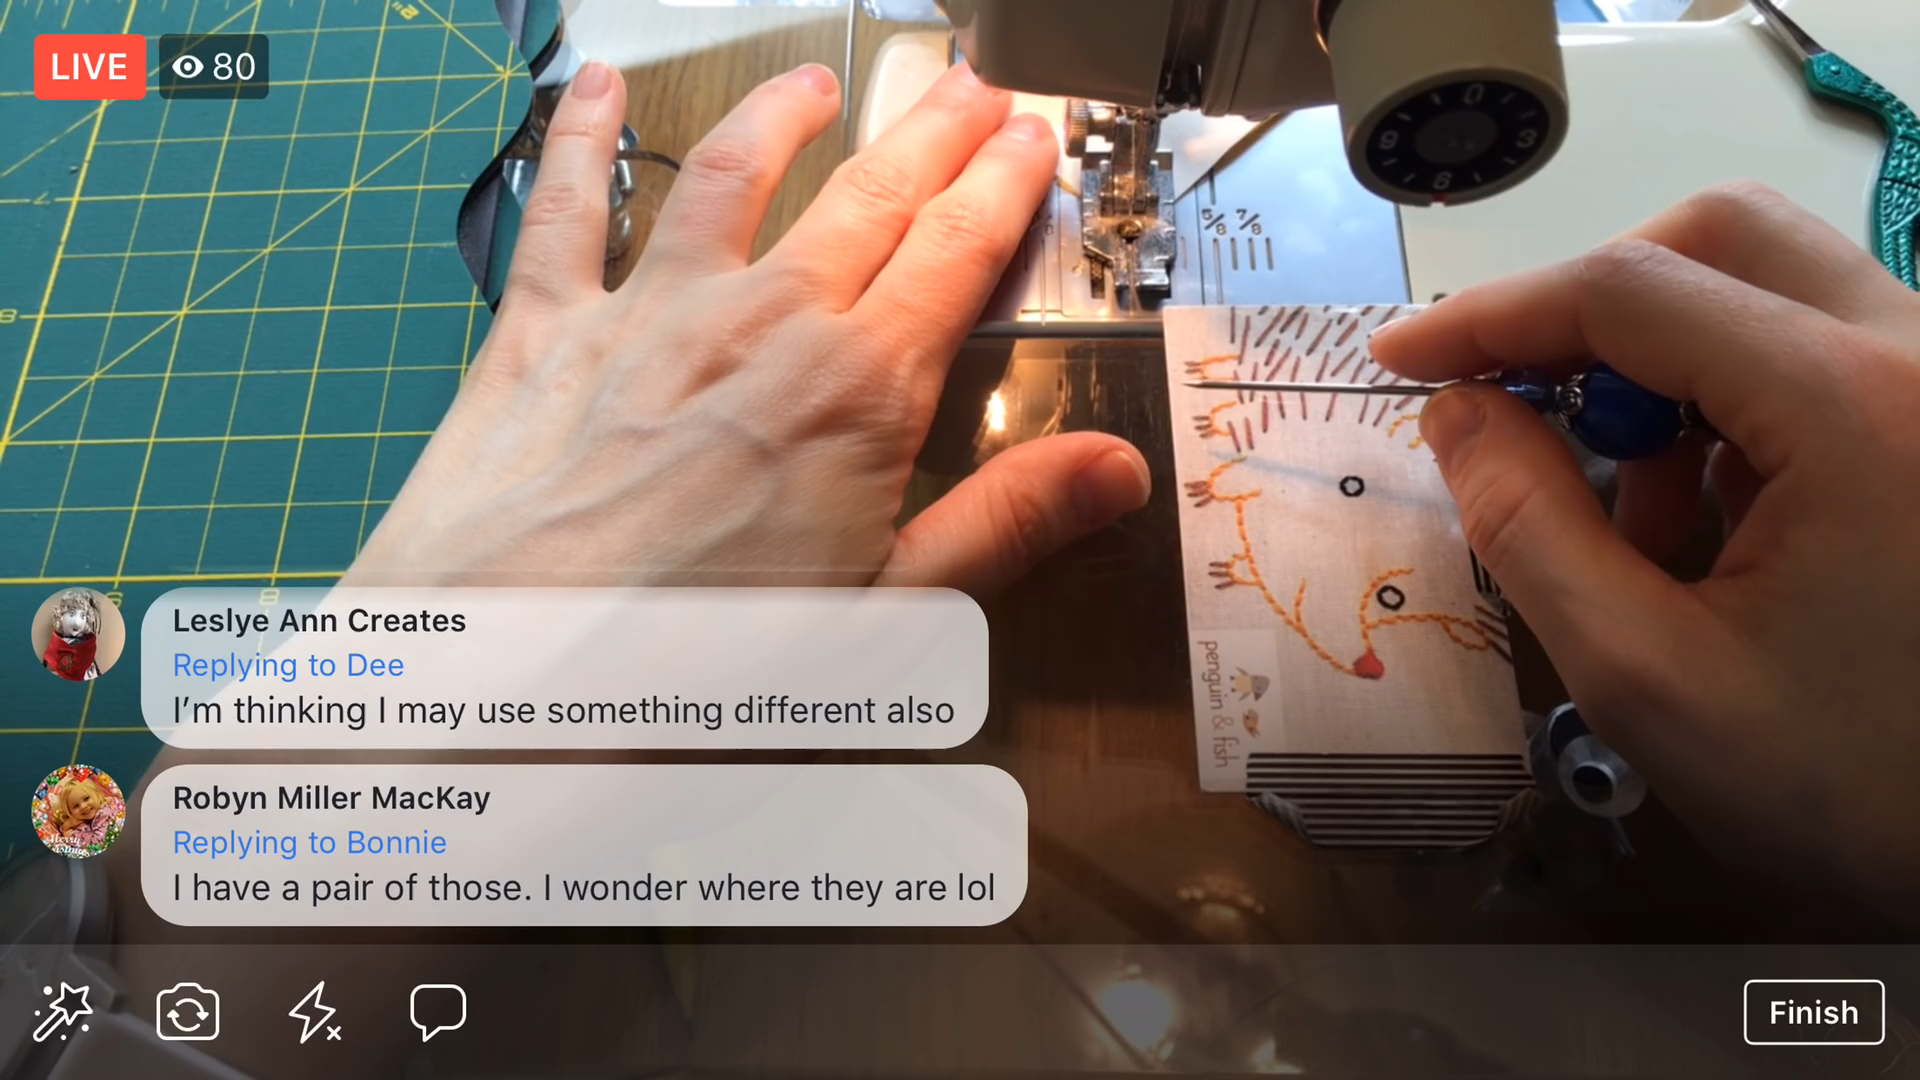 LIVE
80
5/8 7/8
Leslye Ann Creates
Replying to Dee
I'm thinking I may use something different also
Robyn Miller MacKay
Replying to Bonnie
I have a pair of those. I wonder where they are lol
penguin & fish
Finish